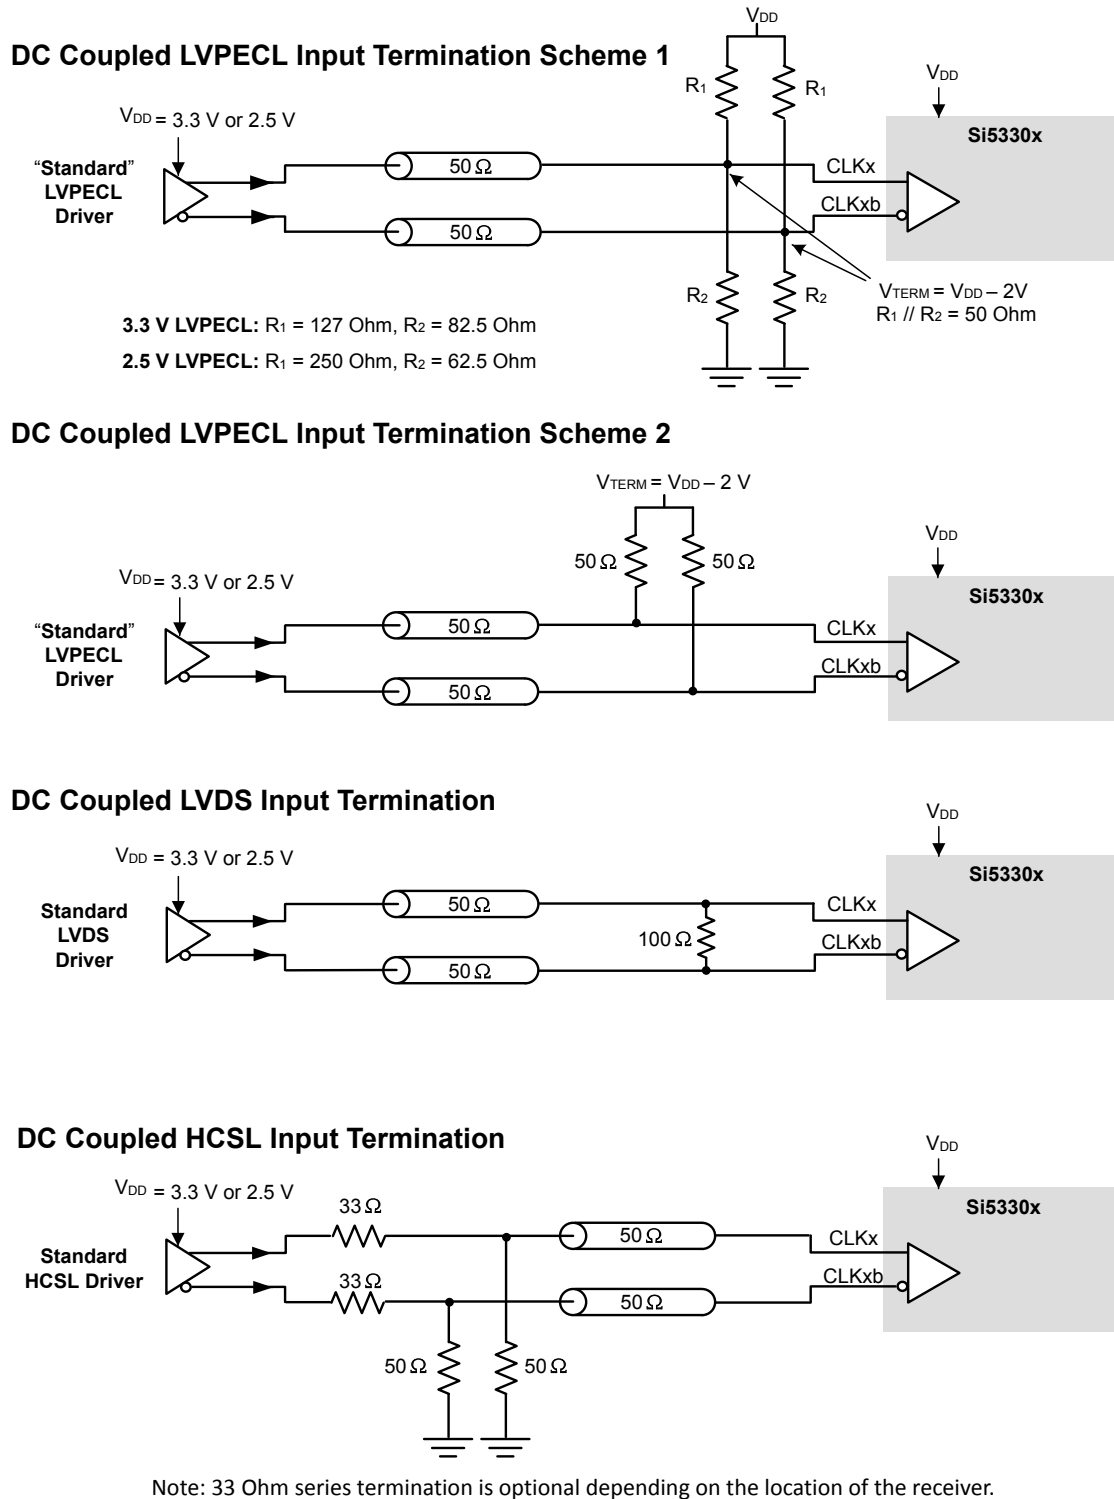 DC Coupled LVPECL Input Termination Scheme 1
VDD
R1
R1
VDD
VDD = 3.3 V or 2.5 V
Si5330x
"Standard"
LVPECL
Driver
50 Ω
CLKx
50 Ω
CLKxb
R2
R2
VTERM = VDD – 2V
R1 // R2 = 50 Ohm
3.3 V LVPECL: R1 = 127 Ohm, R2 = 82.5 Ohm
2.5 V LVPECL: R1 = 250 Ohm, R2 = 62.5 Ohm
DC Coupled LVPECL Input Termination Scheme 2
VTERM = VDD – 2 V
VDD
50 Ω
50 Ω
VDD = 3.3 V or 2.5 V
Si5330x
"Standard"
LVPECL
Driver
50 Ω
CLKx
50 Ω
CLKxb
DC Coupled LVDS Input Termination
VDD
VDD = 3.3 V or 2.5 V
Si5330x
Standard
LVDS
Driver
50 Ω
CLKx
100 Ω
CLKxb
50 Ω
DC Coupled HCSL Input Termination
VDD
VDD = 3.3 V or 2.5 V
Si5330x
33 Ω
Standard
HCSL Driver
50 Ω
CLKx
33 Ω
CLKxb
50 Ω
50 Ω
50 Ω
Note: 33 Ohm series termination is optional depending on the location of the receiver.